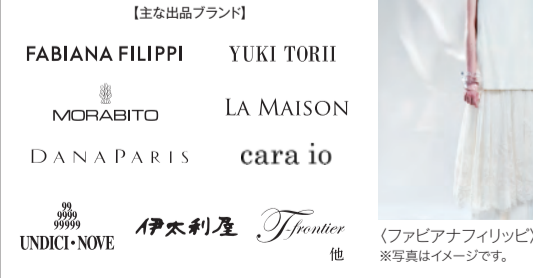 【主な出品ブランド】
FABIANA FILIPPI
YUKI TORII
MORABITO
LA MAISON
DANAPARIS
cara io
99
9999
99999
UNDICI・NOVE
伊太利屋
T-frontier
他
〈ファビアナフィリッピ〉
※写真はイメージです。